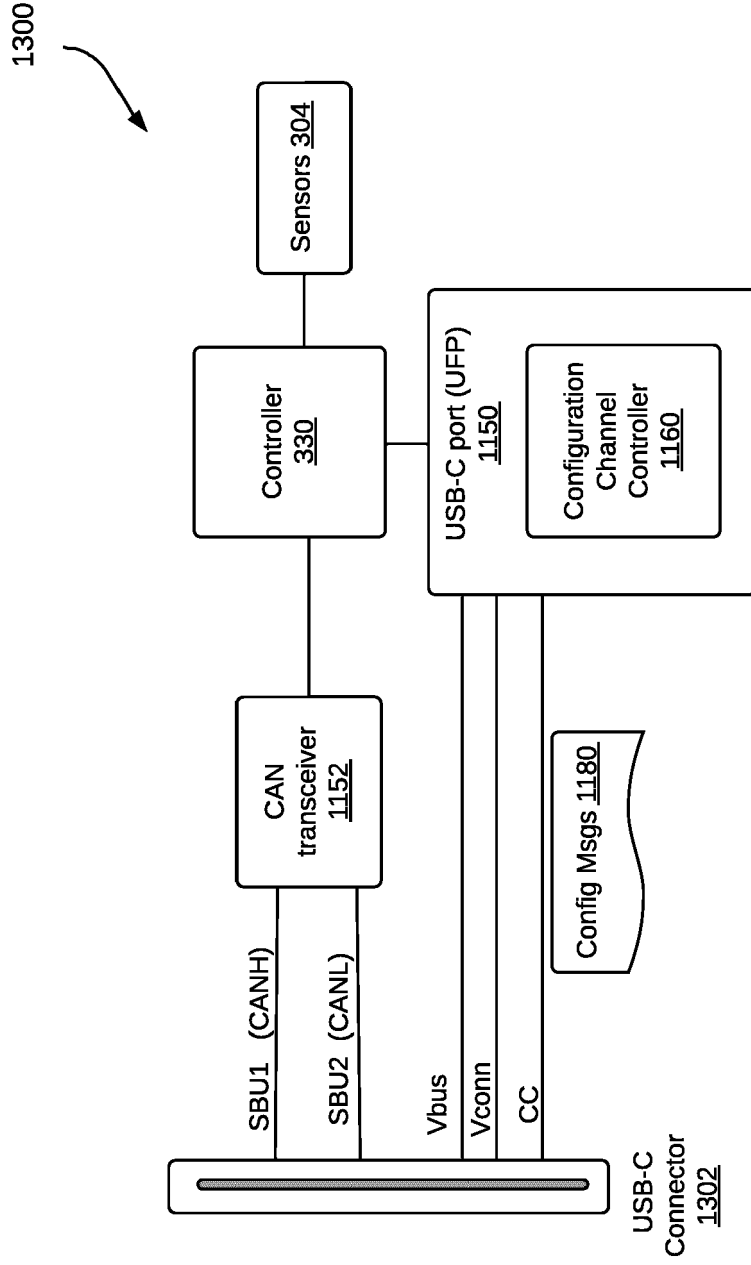 1300
Sensors 304
Controller
330
USB-C port (UFP)
1150
Configuration
Channel
Controller
1160
CAN
transceiver
1152
SBU1 (CANH)
SBU2 (CANL)
Vbus
Vconn
CC
Config Msgs 1180
USB-C
Connector
1302